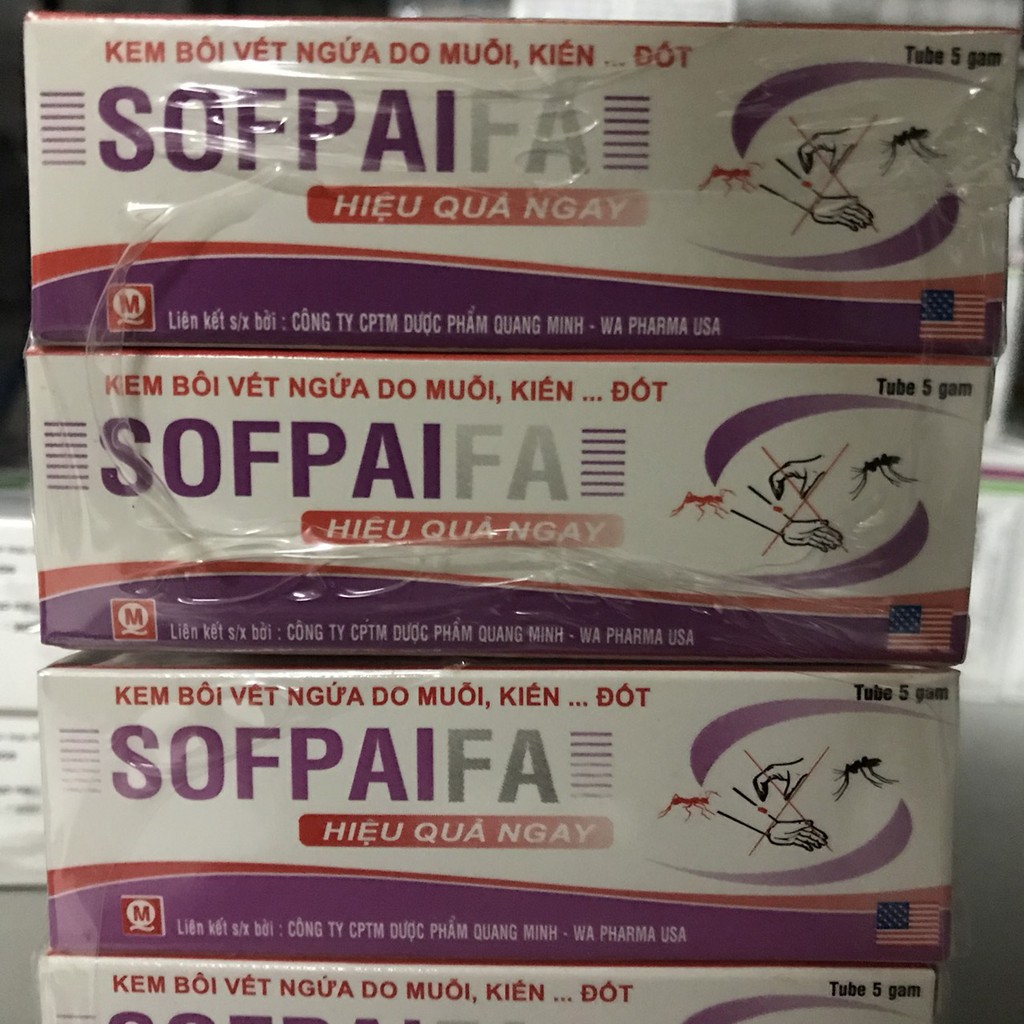 KEM BÔI VẾT NGỨA DO MUỖI, KIẾN ... ĐỐT
Tube 5 gam
SOFPAIFA
HIỆU QUẢ NGAY
QM
Liên kết s/x bởi : CÔNG TY CPTM DƯỢC PHẨM QUANG MINH - WA PHARMA USA
KEM BÔI VẾT NGỨA DO MUỖI, KIẾN ... ĐỐT
Tube 5 gam
SOFPAIFA
HIỆU QUẢ NGAY
QM
Liên kết s/x bởi : CÔNG TY CPTM DƯỢC PHẨM QUANG MINH - WA PHARMA USA
KEM BÔI VẾT NGỨA DO MUỖI, KIẾN ... ĐỐT
Tube 5 gam
SOFPAIFA
HIỆU QUẢ NGAY
QM
Liên kết s/x bởi : CÔNG TY CPTM DƯỢC PHẨM QUANG MINH - WA PHARMA USA
KEM BÔI VẾT NGỨA DO MUỖI, KIẾN ... ĐỐT
Tube 5 gam
SOFPAIFA